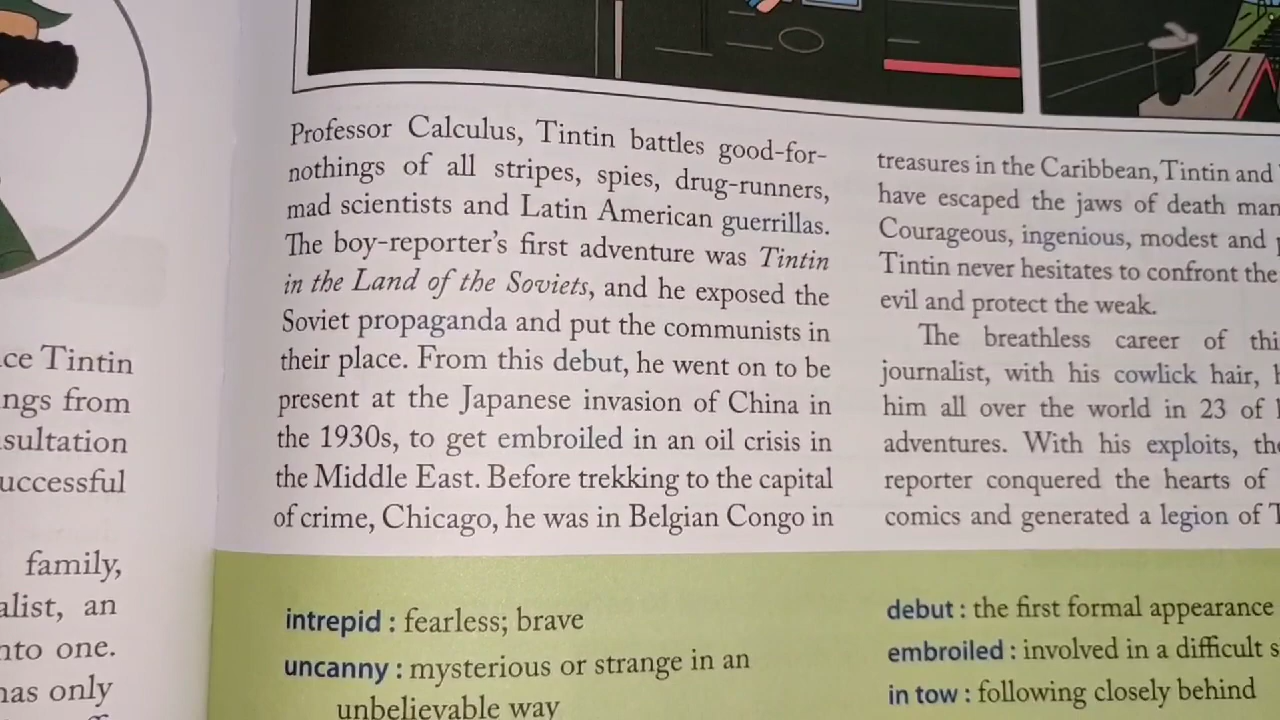 ce Tintin
ngs from
sultation
uccessful
family,
alist, an
nto one.
has only
Professor Calculus, Tintin battles good-for-
nothings of all stripes, spies, drug-runners,
mad scientists and Latin American guerrillas.
The boy-reporter's first adventure was Tintin
in the Land of the Soviets, and he exposed the
Soviet propaganda and put the communists in
their place. From this debut, he went on to be
present at the Japanese invasion of China in
the 1930s, to get embroiled in an oil crisis in
the Middle East. Before trekking to the capital
of crime, Chicago, he was in Belgian Congo in
treasures in the Caribbean, Tintin and
have escaped the jaws of death man
Courageous, ingenious, modest and
Tintin never hesitates to confront the
evil and protect the weak.
The breathless career of thi
journalist, with his cowlick hair,
him all over the world in 23 of
adventures. With his exploits, the
reporter conquered the hearts of
comics and generated a legion of T
intrepid : fearless; brave
uncanny : mysterious or strange in an
unbelievable way
debut : the first formal appearance
embroiled : involved in a difficult s
in tow : following closely behind